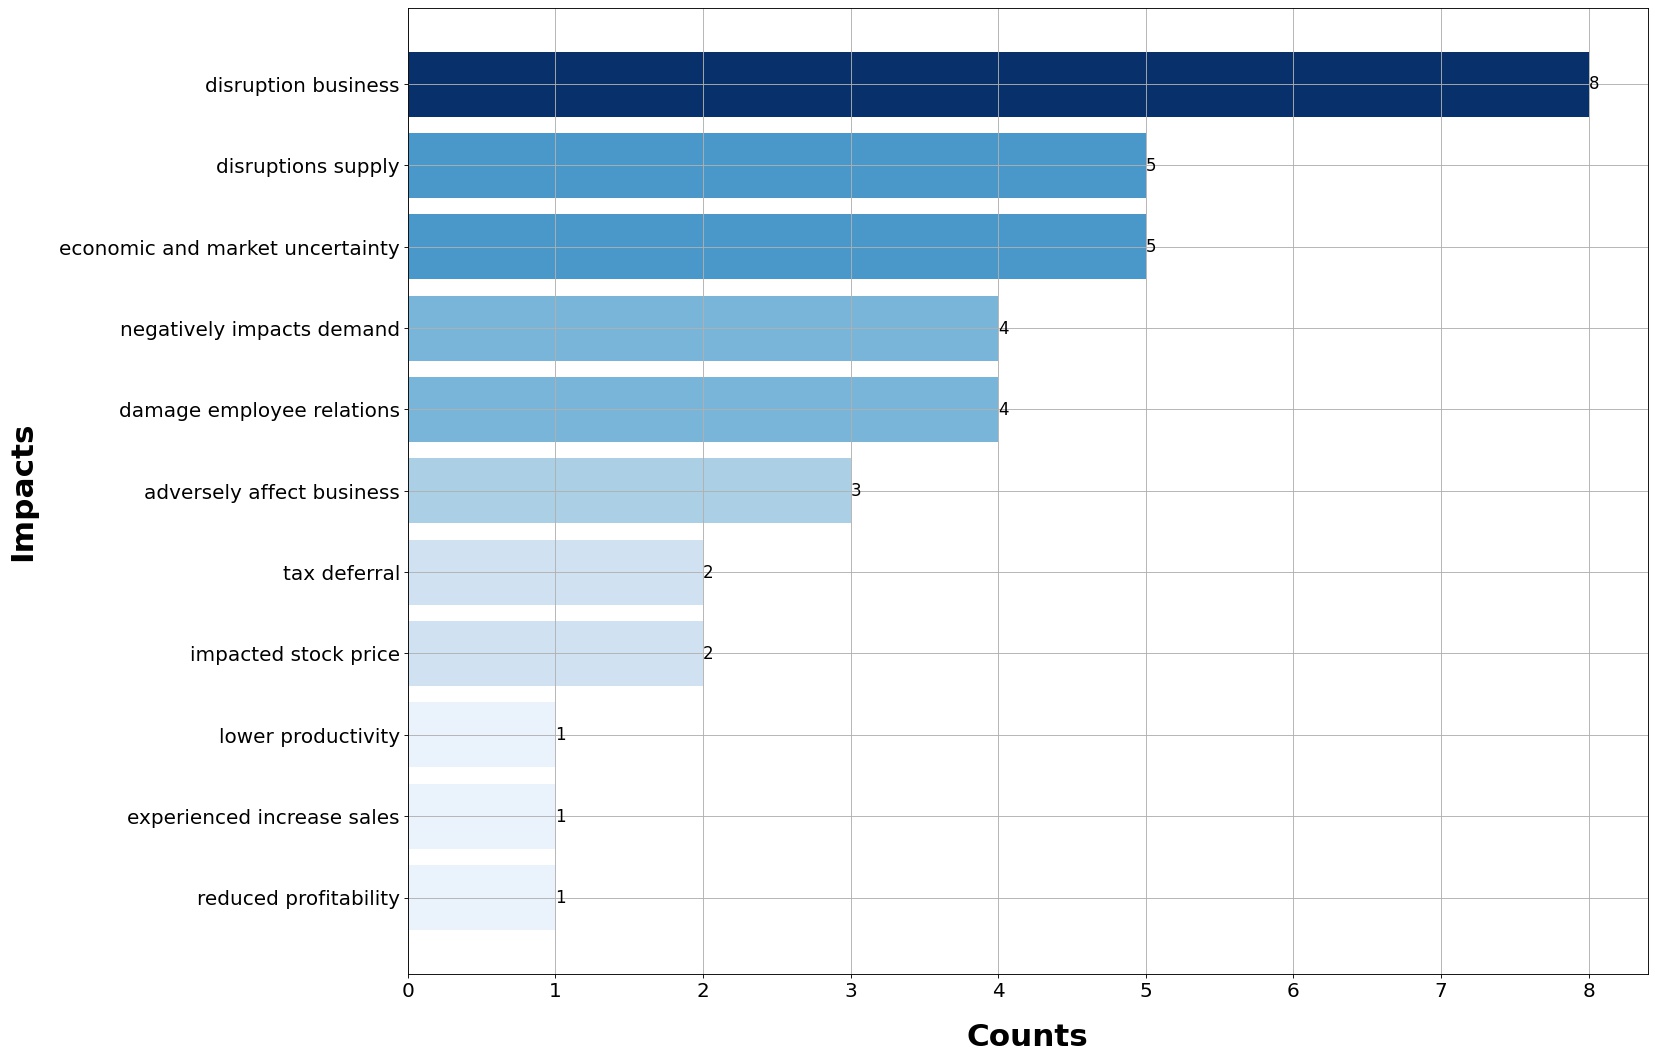 disruption business
8
disruptions supply
5
economic and market uncertainty
5
negatively impacts demand
4
damage employee relations
4
adversely affect business
3
tax deferral
2
impacted stock price
2
lower productivity
1
experienced increase sales
1
reduced profitability
1
Impacts
0 1 2 3 4 5 6 7 8
Counts